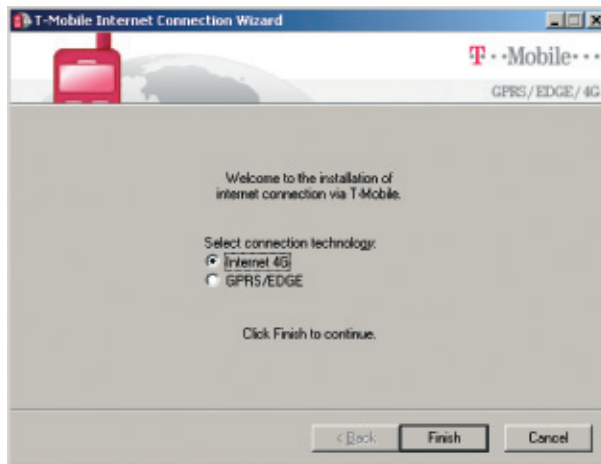 T-Mobile Internet Connection Wizard
T··Mobile···
GPRS/EDGE/4G
Welcome to the installation of
internet connection via T-Mobile.
Select connection technology:
Internet 4G
GPRS/EDGE
Click Finish to continue.
< Back
Finish
Cancel